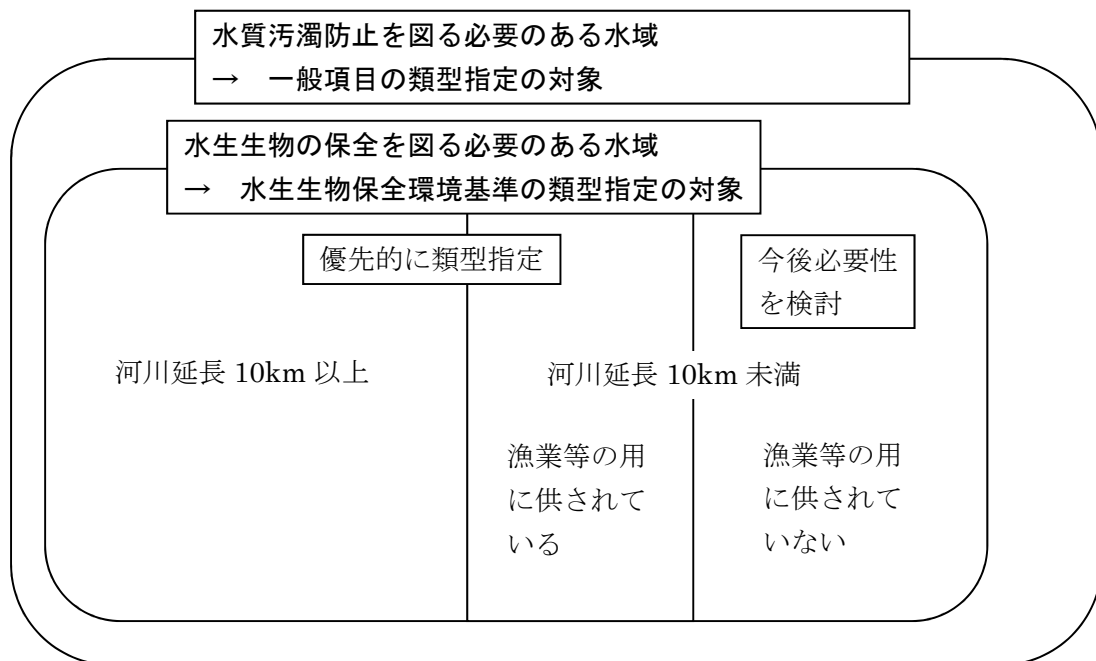 水質汚濁防止を図る必要のある水域
→　一般項目の類型指定の対象
水生生物の保全を図る必要のある水域
→　水生生物保全環境基準の類型指定の対象
優先的に類型指定
今後必要性
を検討
河川延長 10km 以上
河川延長 10km 未満
漁業等の用
に供されて
いる
漁業等の用
に供されて
いない